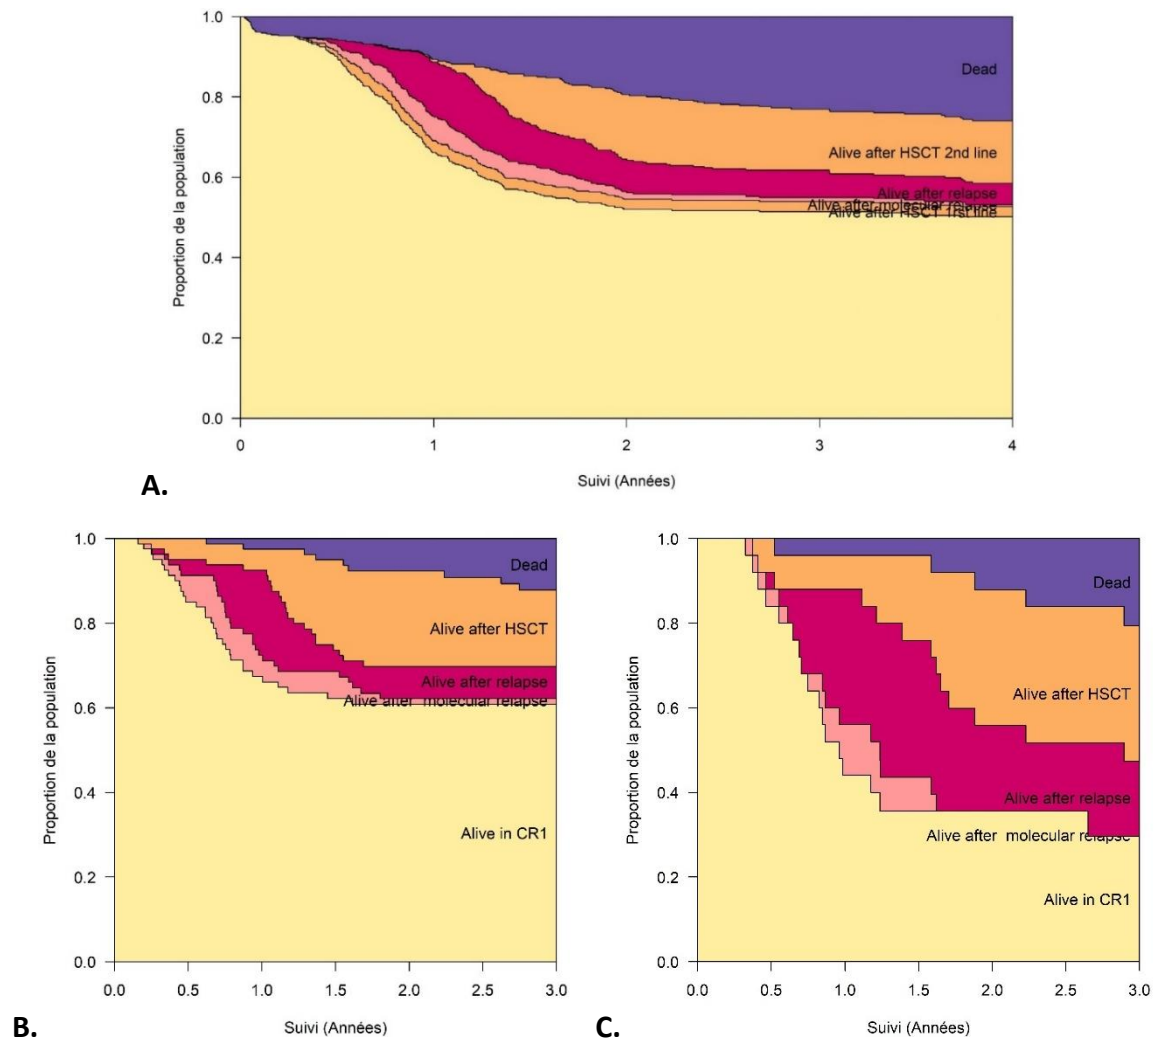 1.0
0.8
0.6
0.4
0.2
0.0
Proportion de la population
Dead
Alive after HSCT 2nd line
Alive after relapse
Alive after molecular relapse
Alive after HSCT 1rst line
0 1 2 3 4
Suivi (Années)
A.
1.0
0.8
0.6
0.4
0.2
0.0
Proportion de la population
Dead
Alive after HSCT
Alive after relapse
Alive after molecular relapse
Alive in CR1
0.0 0.5 1.0 1.5 2.0 2.5 3.0
Suivi (Années)
B.
1.0
0.8
0.6
0.4
0.2
0.0
Proportion de la population
Dead
Alive after HSCT
Alive after relapse
Alive after molecular relapse
Alive in CR1
0.0 0.5 1.0 1.5 2.0 2.5 3.0
Suivi (Années)
C.